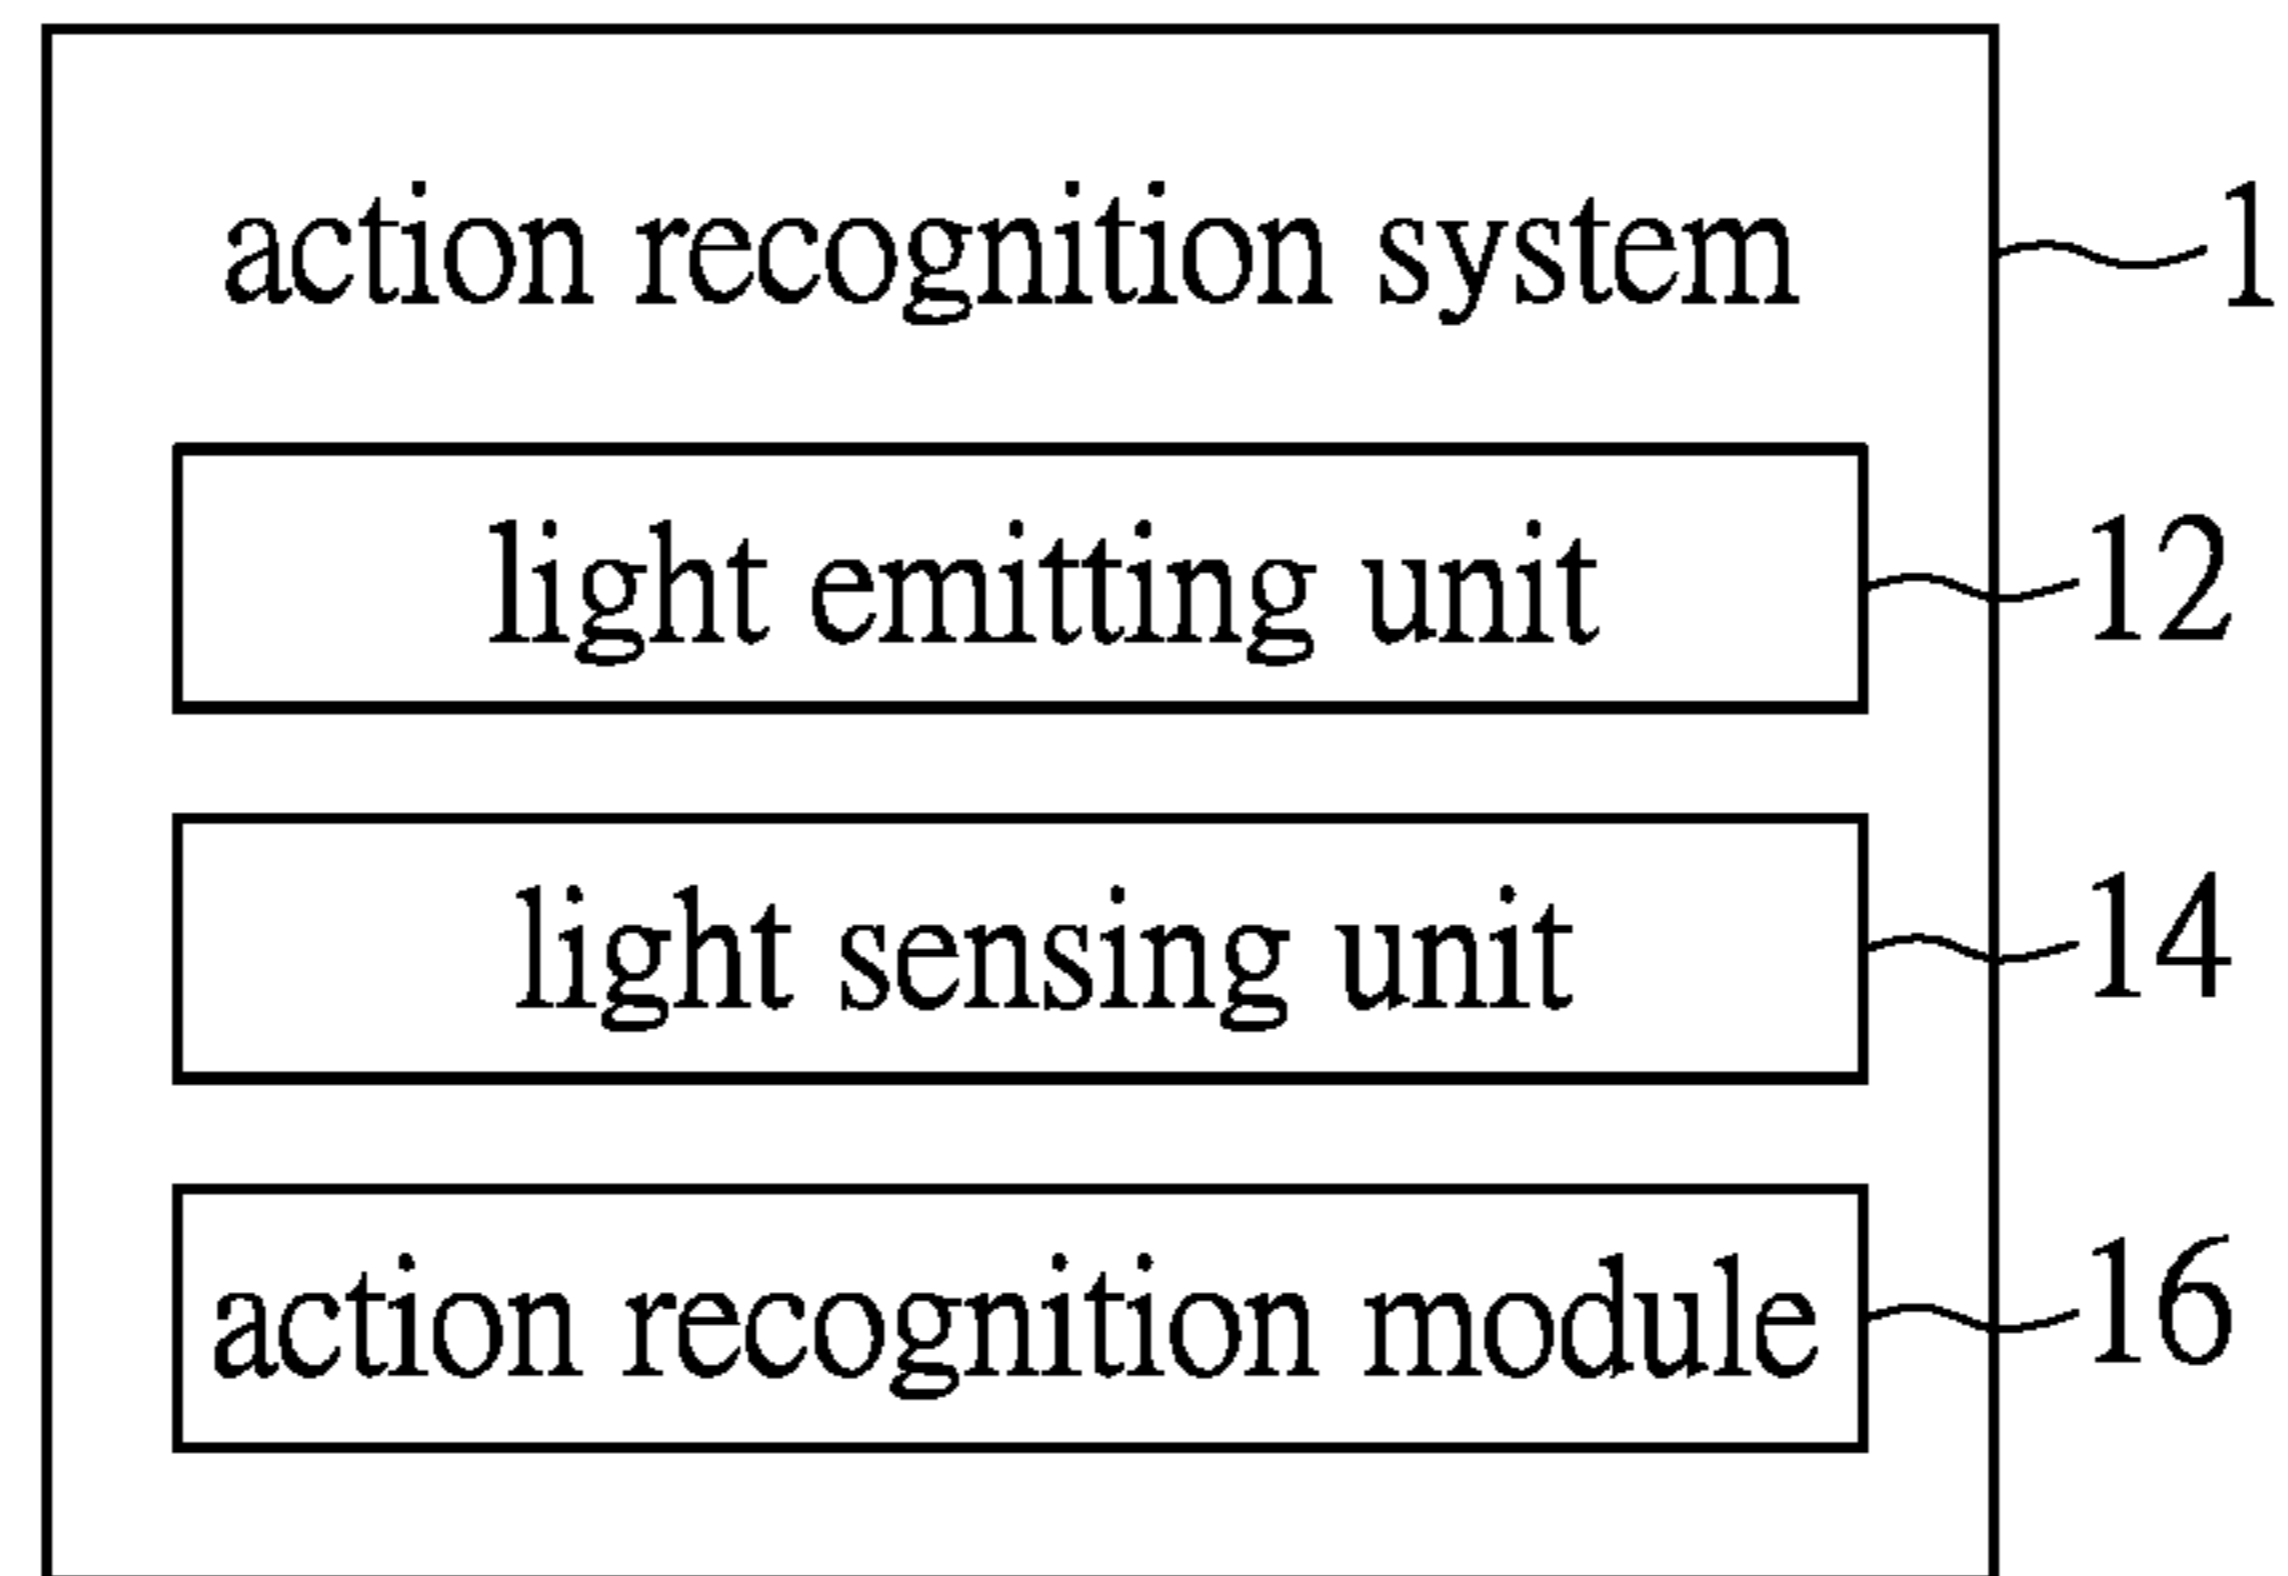 action recognition system 1
light emitting unit 12
light sensing unit 14
action recognition module 16